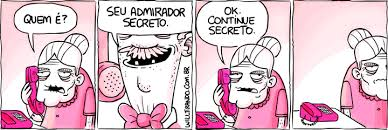 QUEM É?
SEU ADMIRADOR
SECRETO.
WILLTIRANDO.COM.BR
OK.
CONTINUE
SECRETO.